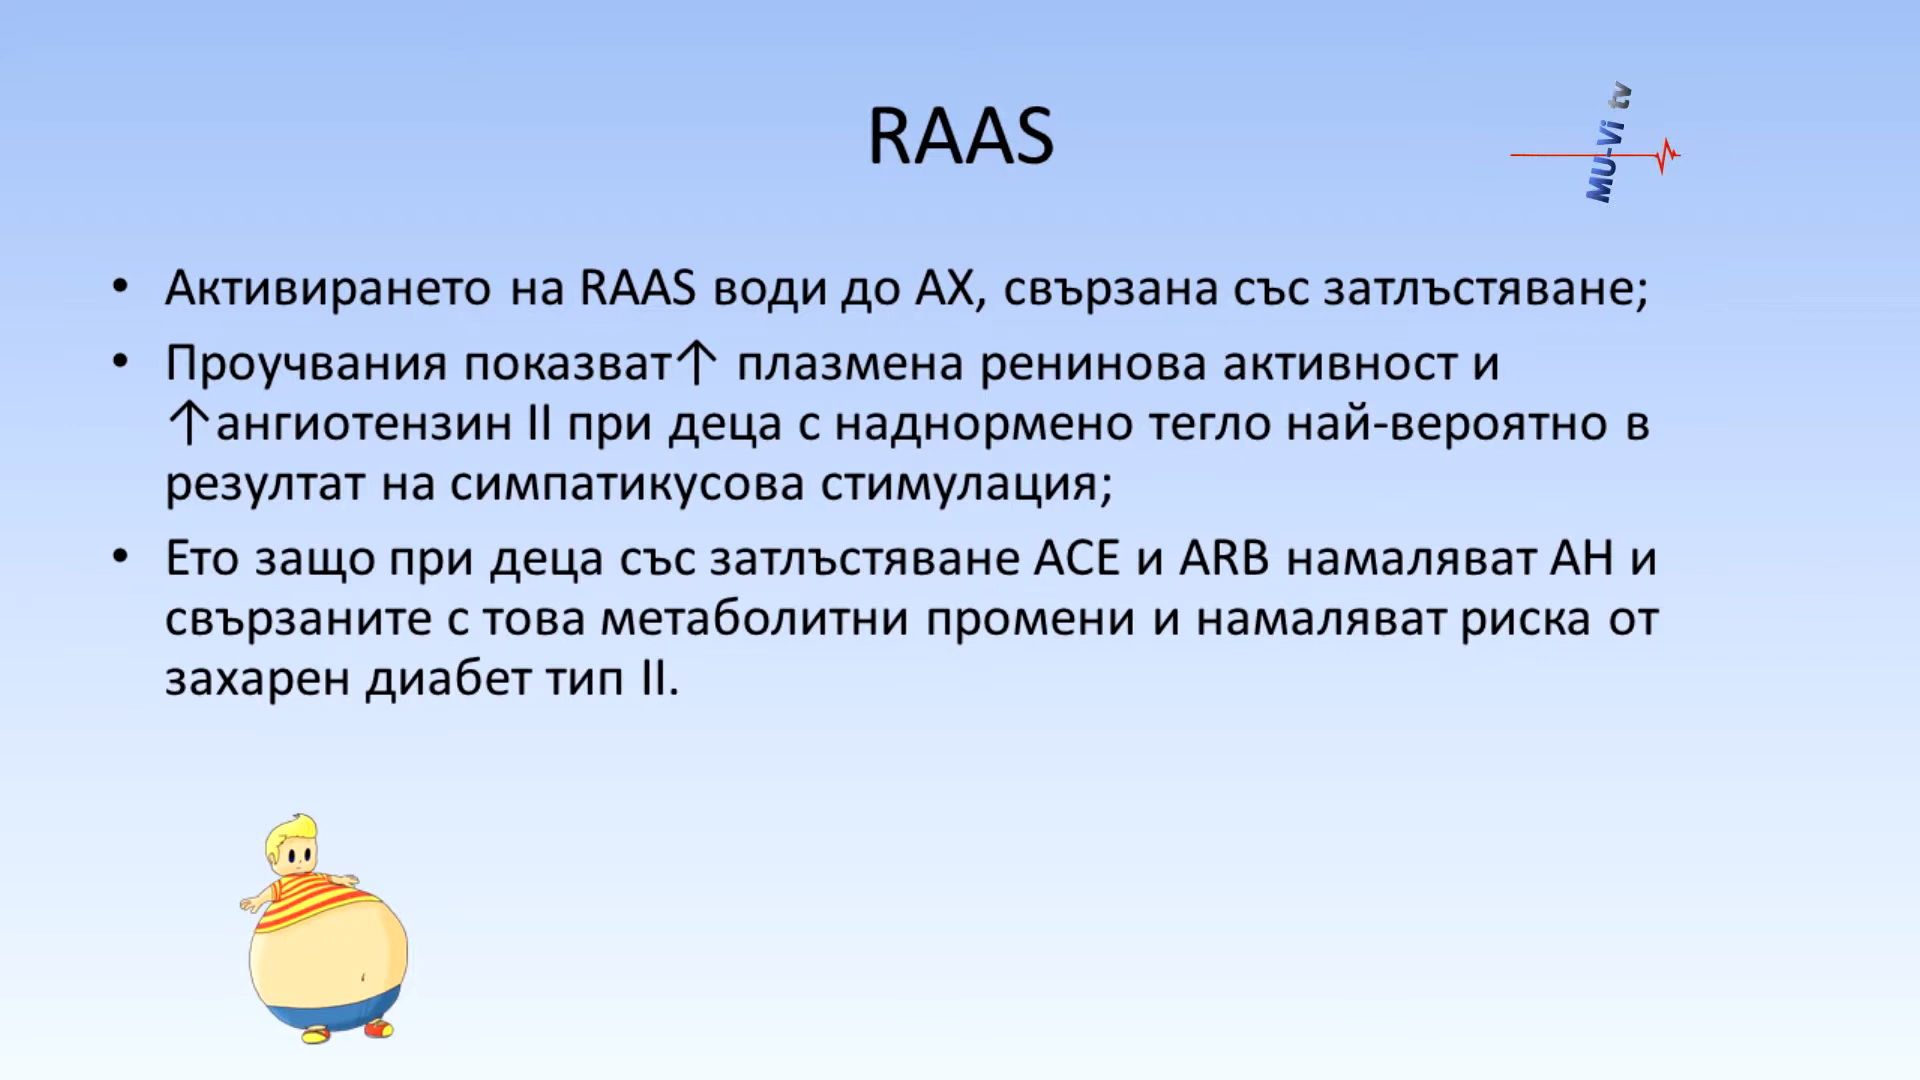 RAAS
MU-Vi tv
• Активирането на RAAS води до АХ, свързана със затлъстяване;
• Проучвания показват↑ плазмена ренинова активност и
↑ангиотензин II при деца с наднормено тегло най-вероятно в
резултат на симпатикусова стимулация;
• Ето защо при деца със затлъстяване ACE и ARB намаляват АН и
свързаните с това метаболитни промени и намаляват риска от
захарен диабет тип II.